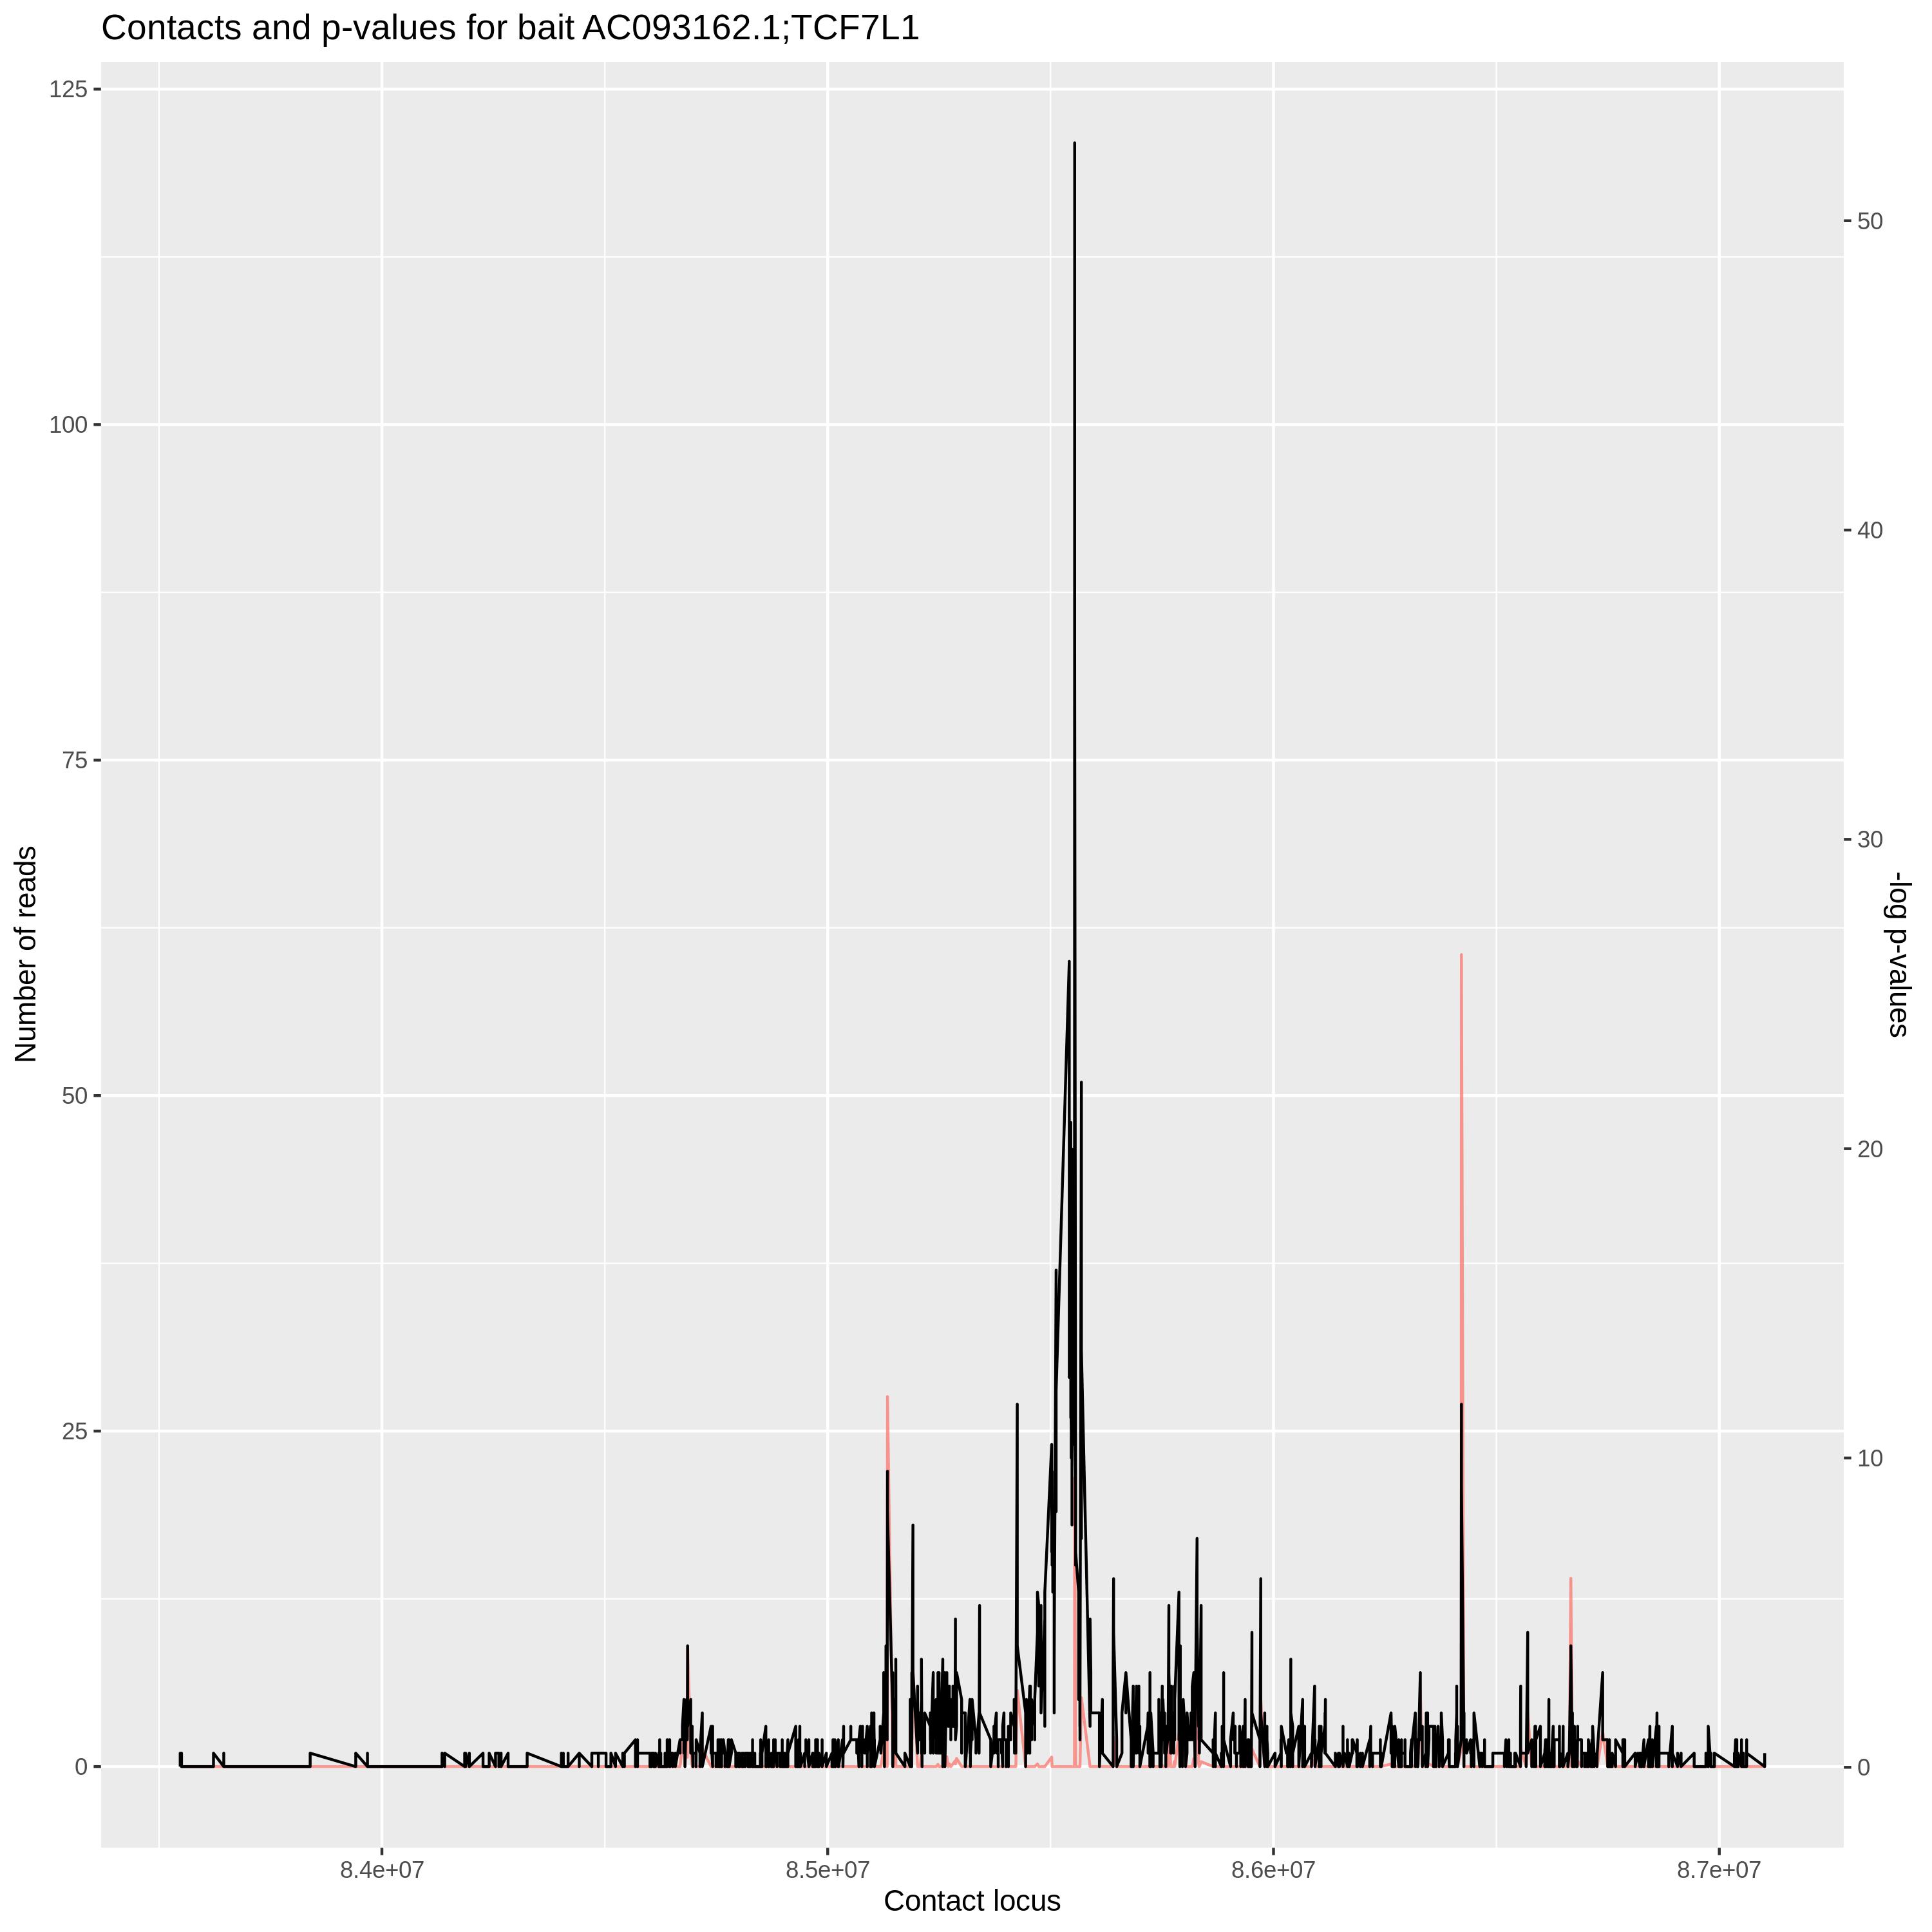 Contacts and p-values for bait AC093162.1;TCF7L1
125
100
75
50
25
0
Number of reads
50
40
30
20
10
0
-log p-values
8.4e+07
8.5e+07
8.6e+07
8.7e+07
Contact locus